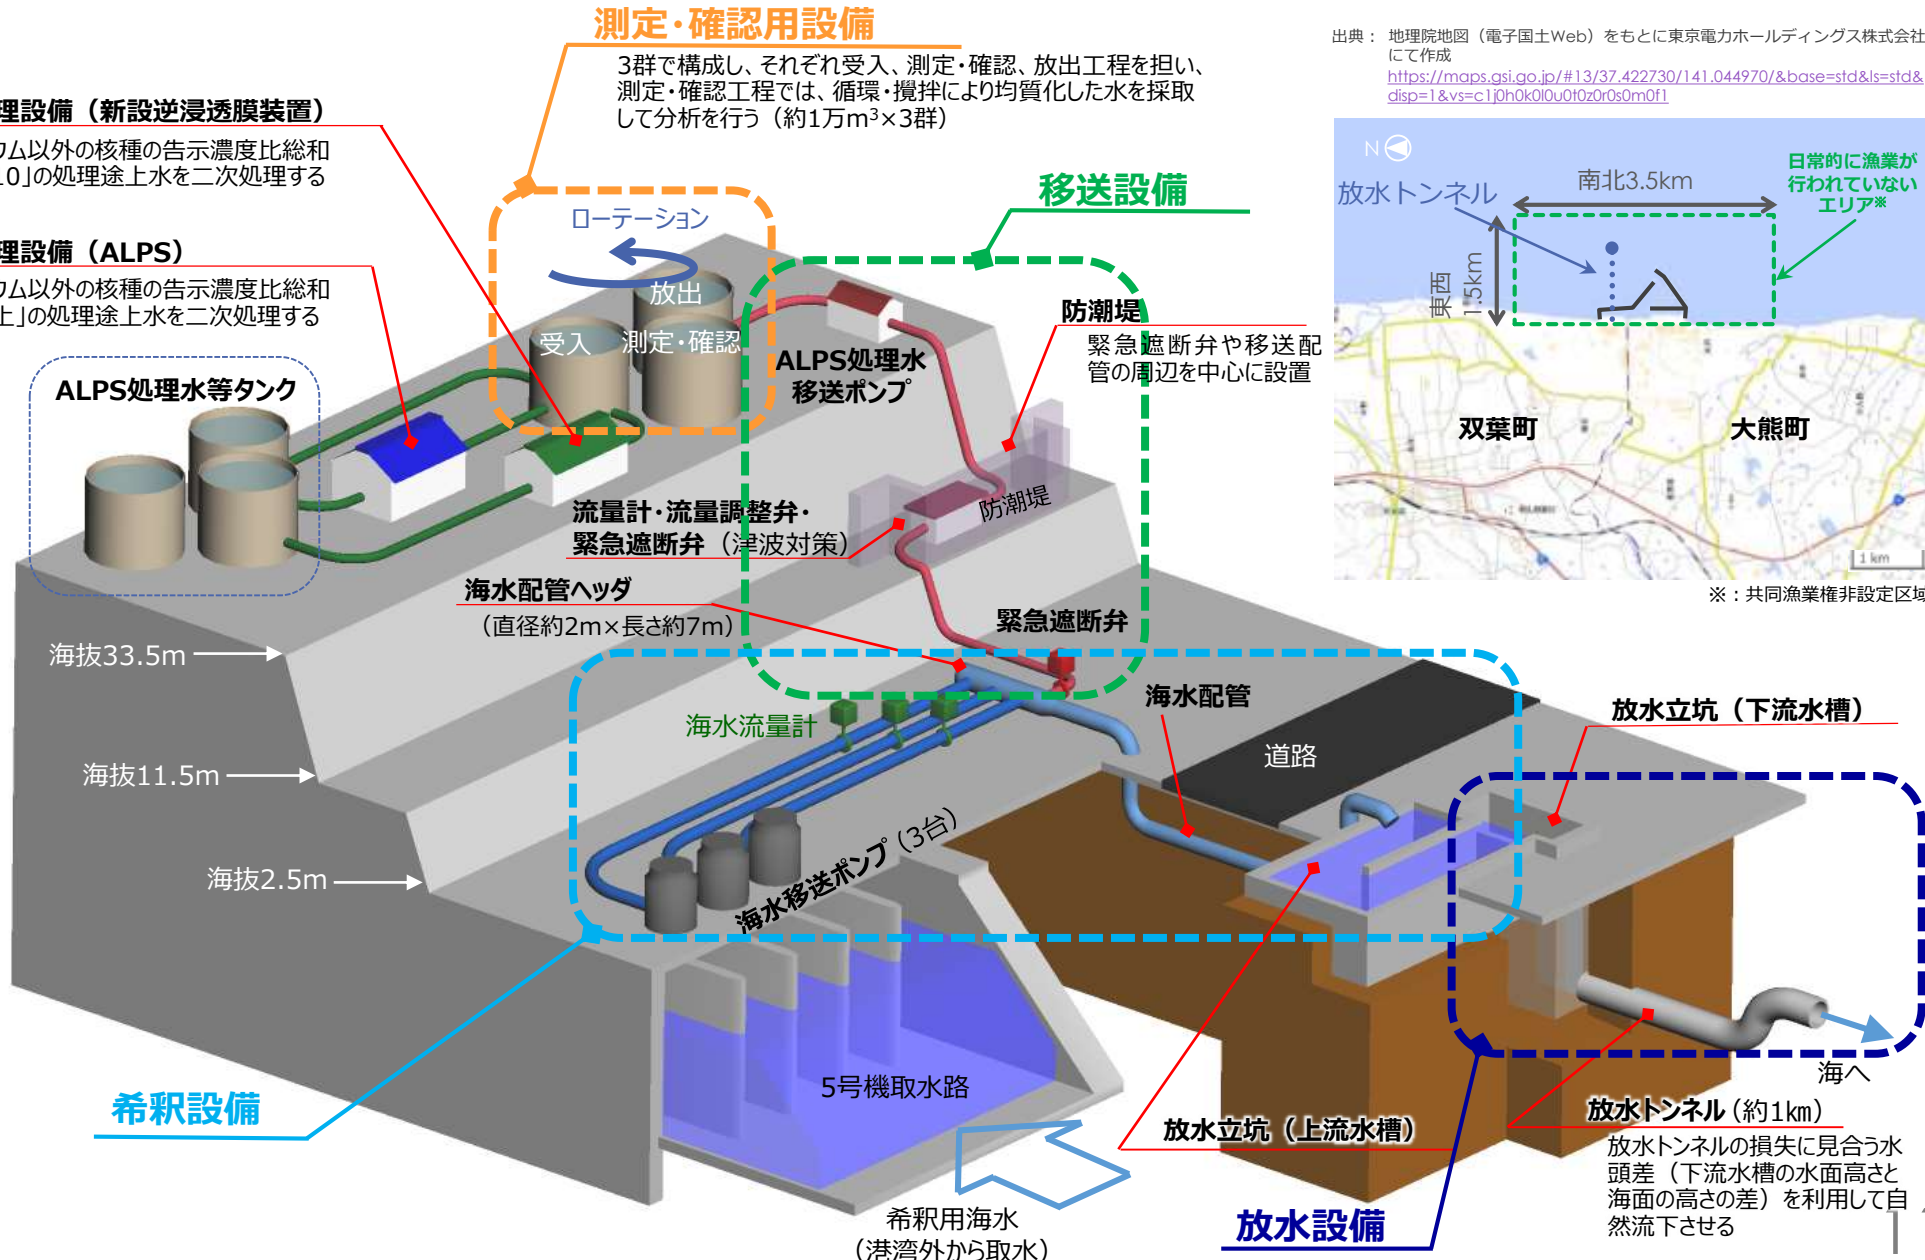 測定・確認用設備
3群で構成し、それぞれ受入、測定・確認、放出工程を担い、
測定・確認工程では、循環・攪拌により均質化した水を採取
して分析を行う（約1万m³×3群）
出典： 地理院地図（電子国土Web）をもとに東京電力ホールディングス株式会社
にて作成
https://maps.gsi.go.jp/#13/37.422730/141.044970/&base=std&ls=std&
disp=1&vs=c1j0h0k0l0u0t0z0r0s0m0f1
理設備（新設逆浸透膜装置）
ウム以外の核種の告示濃度比総和
10」の処理途上水を二次処理する
理設備（ALPS）
ウム以外の核種の告示濃度比総和
上」の処理途上水を二次処理する
ALPS処理水等タンク
ローテーション
放出
受入
測定・確認
移送設備
ALPS処理水
移送ポンプ
防潮堤
緊急遮断弁や移送配
管の周辺を中心に設置
防潮堤
流量計・流量調整弁・
緊急遮断弁（津波対策）
海水配管ヘッダ
（直径約2m×長さ約7m）
緊急遮断弁
N
放水トンネル
南北3.5km
東西
1.5km
日常的に漁業が
行われていない
エリア※
双葉町
大熊町
1 km
※：共同漁業権非設定区域
海抜33.5m
海抜11.5m
海抜2.5m
海水流量計
海水配管
道路
放水立坑（下流水槽）
海水移送ポンプ（3台）
5号機取水路
希釈設備
希釈用海水
（港湾外から取水）
放水立坑（上流水槽）
放水設備
海へ
放水トンネル（約1km）
放水トンネルの損失に見合う水
頭差（下流水槽の水面高さと
海面の高さの差）を利用して自
然流下させる